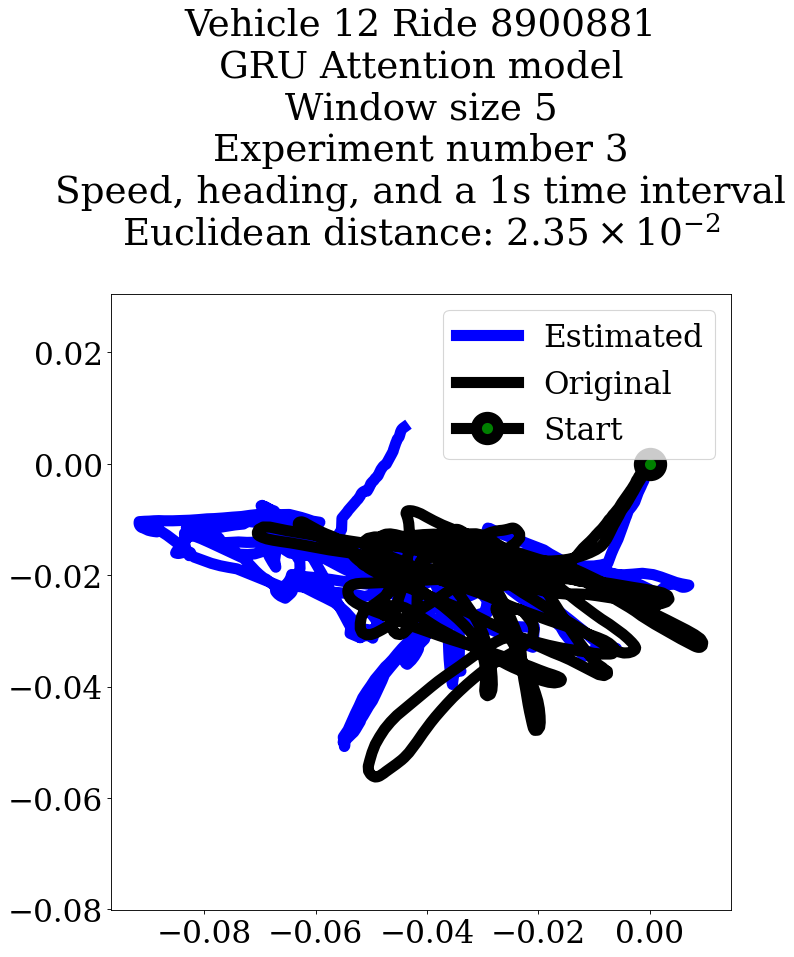 Vehicle 12 Ride 8900881
GRU Attention model
Window size 5
Experiment number 3
Speed, heading, and a 1s time interval
Euclidean distance: 2.35 × 10⁻²
Estimated
Original
Start
0.02
0.00
−0.02
−0.04
−0.06
−0.08
−0.08 −0.06 −0.04 −0.02 0.00